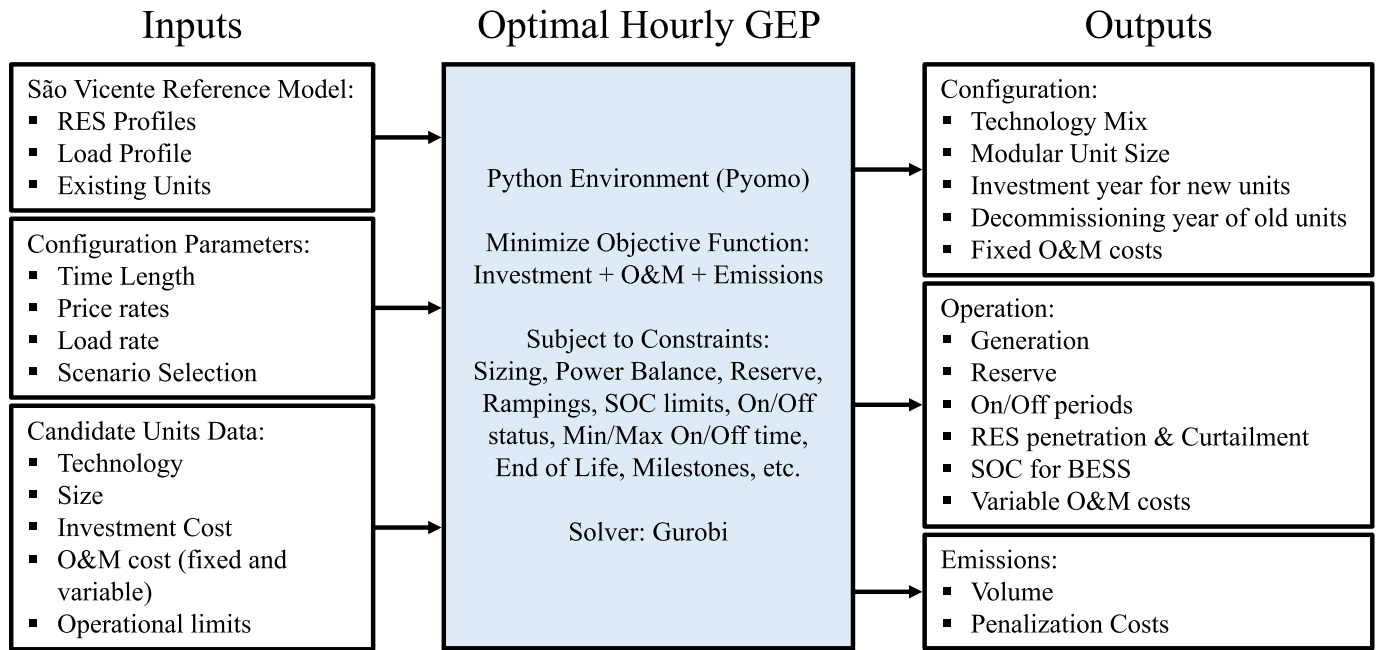 Inputs
São Vicente Reference Model:
▪ RES Profiles
▪ Load Profile
▪ Existing Units
Configuration Parameters:
▪ Time Length
▪ Price rates
▪ Load rate
▪ Scenario Selection
Candidate Units Data:
▪ Technology
▪ Size
▪ Investment Cost
▪ O&M cost (fixed and
variable)
▪ Operational limits
Optimal Hourly GEP
Python Environment (Pyomo)
Minimize Objective Function:
Investment + O&M + Emissions
Subject to Constraints:
Sizing, Power Balance, Reserve,
Rampings, SOC limits, On/Off
status, Min/Max On/Off time,
End of Life, Milestones, etc.
Solver: Gurobi
Outputs
Configuration:
▪ Technology Mix
▪ Modular Unit Size
▪ Investment year for new units
▪ Decommissioning year of old units
▪ Fixed O&M costs
Operation:
▪ Generation
▪ Reserve
▪ On/Off periods
▪ RES penetration & Curtailment
▪ SOC for BESS
▪ Variable O&M costs
Emissions:
▪ Volume
▪ Penalization Costs